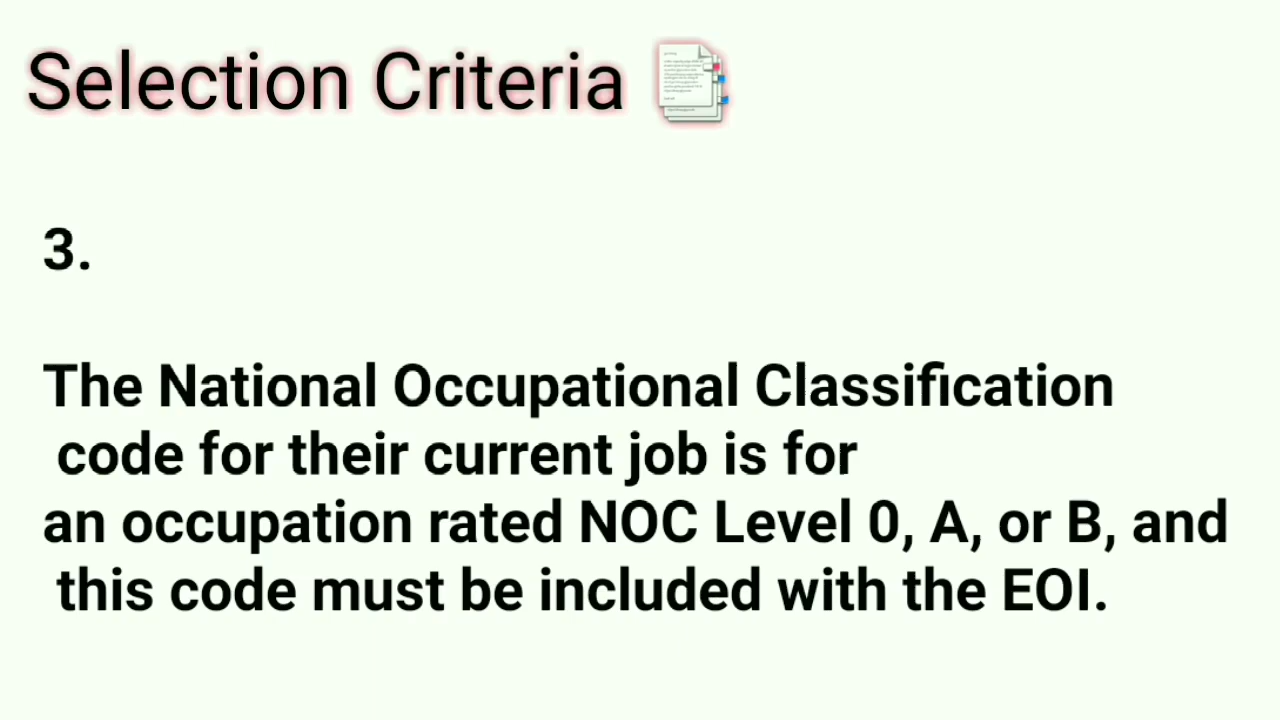 Selection Criteria
3.
The National Occupational Classification
code for their current job is for
an occupation rated NOC Level 0, A, or B, and
this code must be included with the EOI.